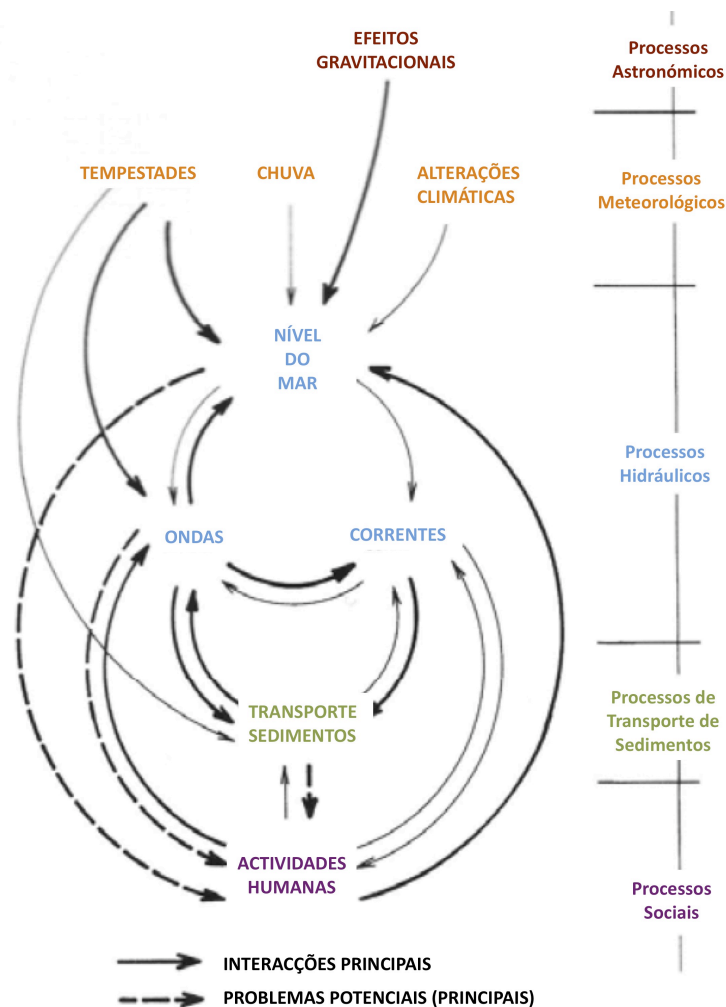 EFEITOS
GRAVITACIONAIS
Processos
Astronómicos
TEMPESTADES
CHUVA
ALTERAÇÕES
CLIMÁTICAS
Processos
Meteorológicos
NÍVEL
DO
MAR
Processos
Hidráulicos
ONDAS
CORRENTES
TRANSPORTE
SEDIMENTOS
Processos de
Transporte de
Sedimentos
ACTIVIDADES
HUMANAS
Processos
Sociais
INTERACÇÕES PRINCIPAIS
PROBLEMAS POTENCIAIS (PRINCIPAIS)